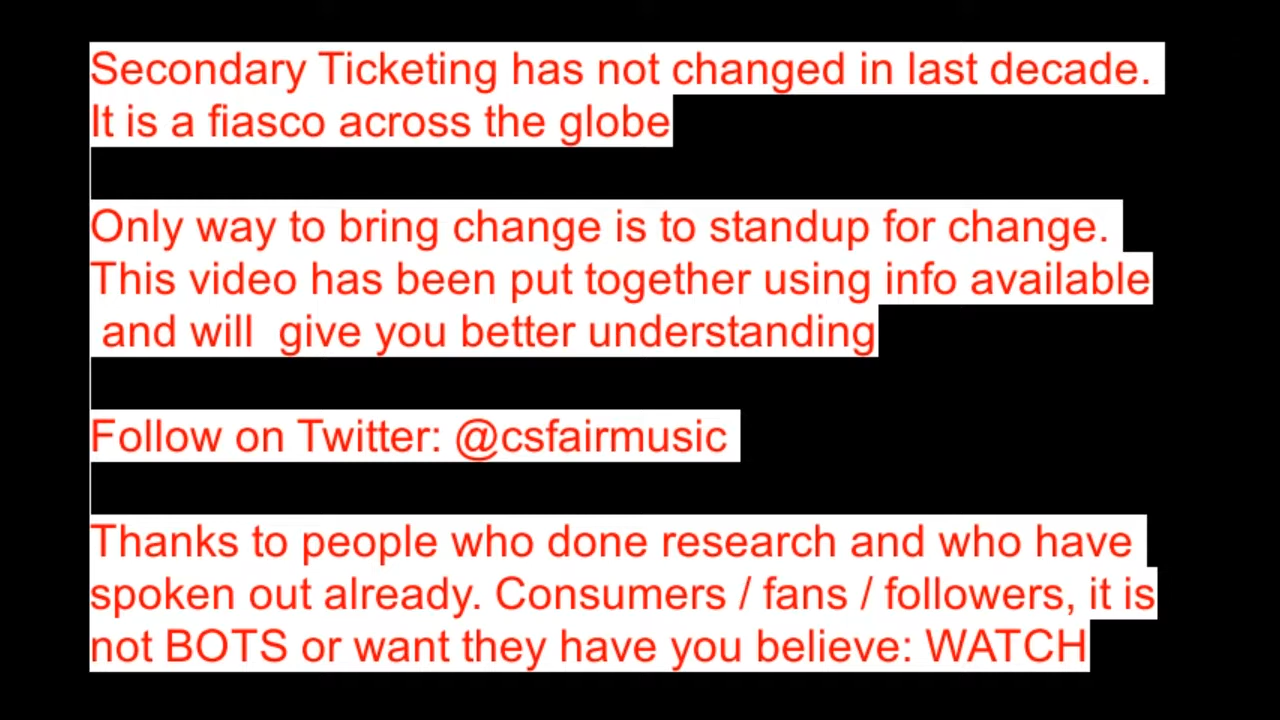 Secondary Ticketing has not changed in last decade.
It is a fiasco across the globe
Only way to bring change is to standup for change.
This video has been put together using info available
and will  give you better understanding
Follow on Twitter: @csfairmusic
Thanks to people who done research and who have
spoken out already. Consumers / fans / followers, it is
not BOTS or want they have you believe: WATCH